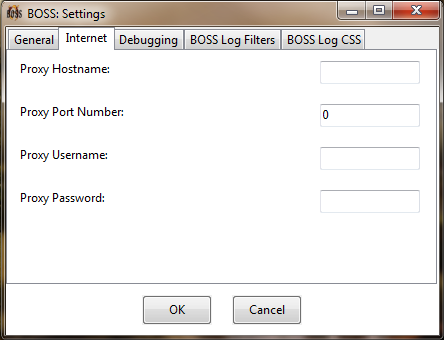 BOSS: Settings
General Internet Debugging BOSS Log Filters BOSS Log CSS
Proxy Hostname:
Proxy Port Number: 0
Proxy Username:
Proxy Password:
OK Cancel